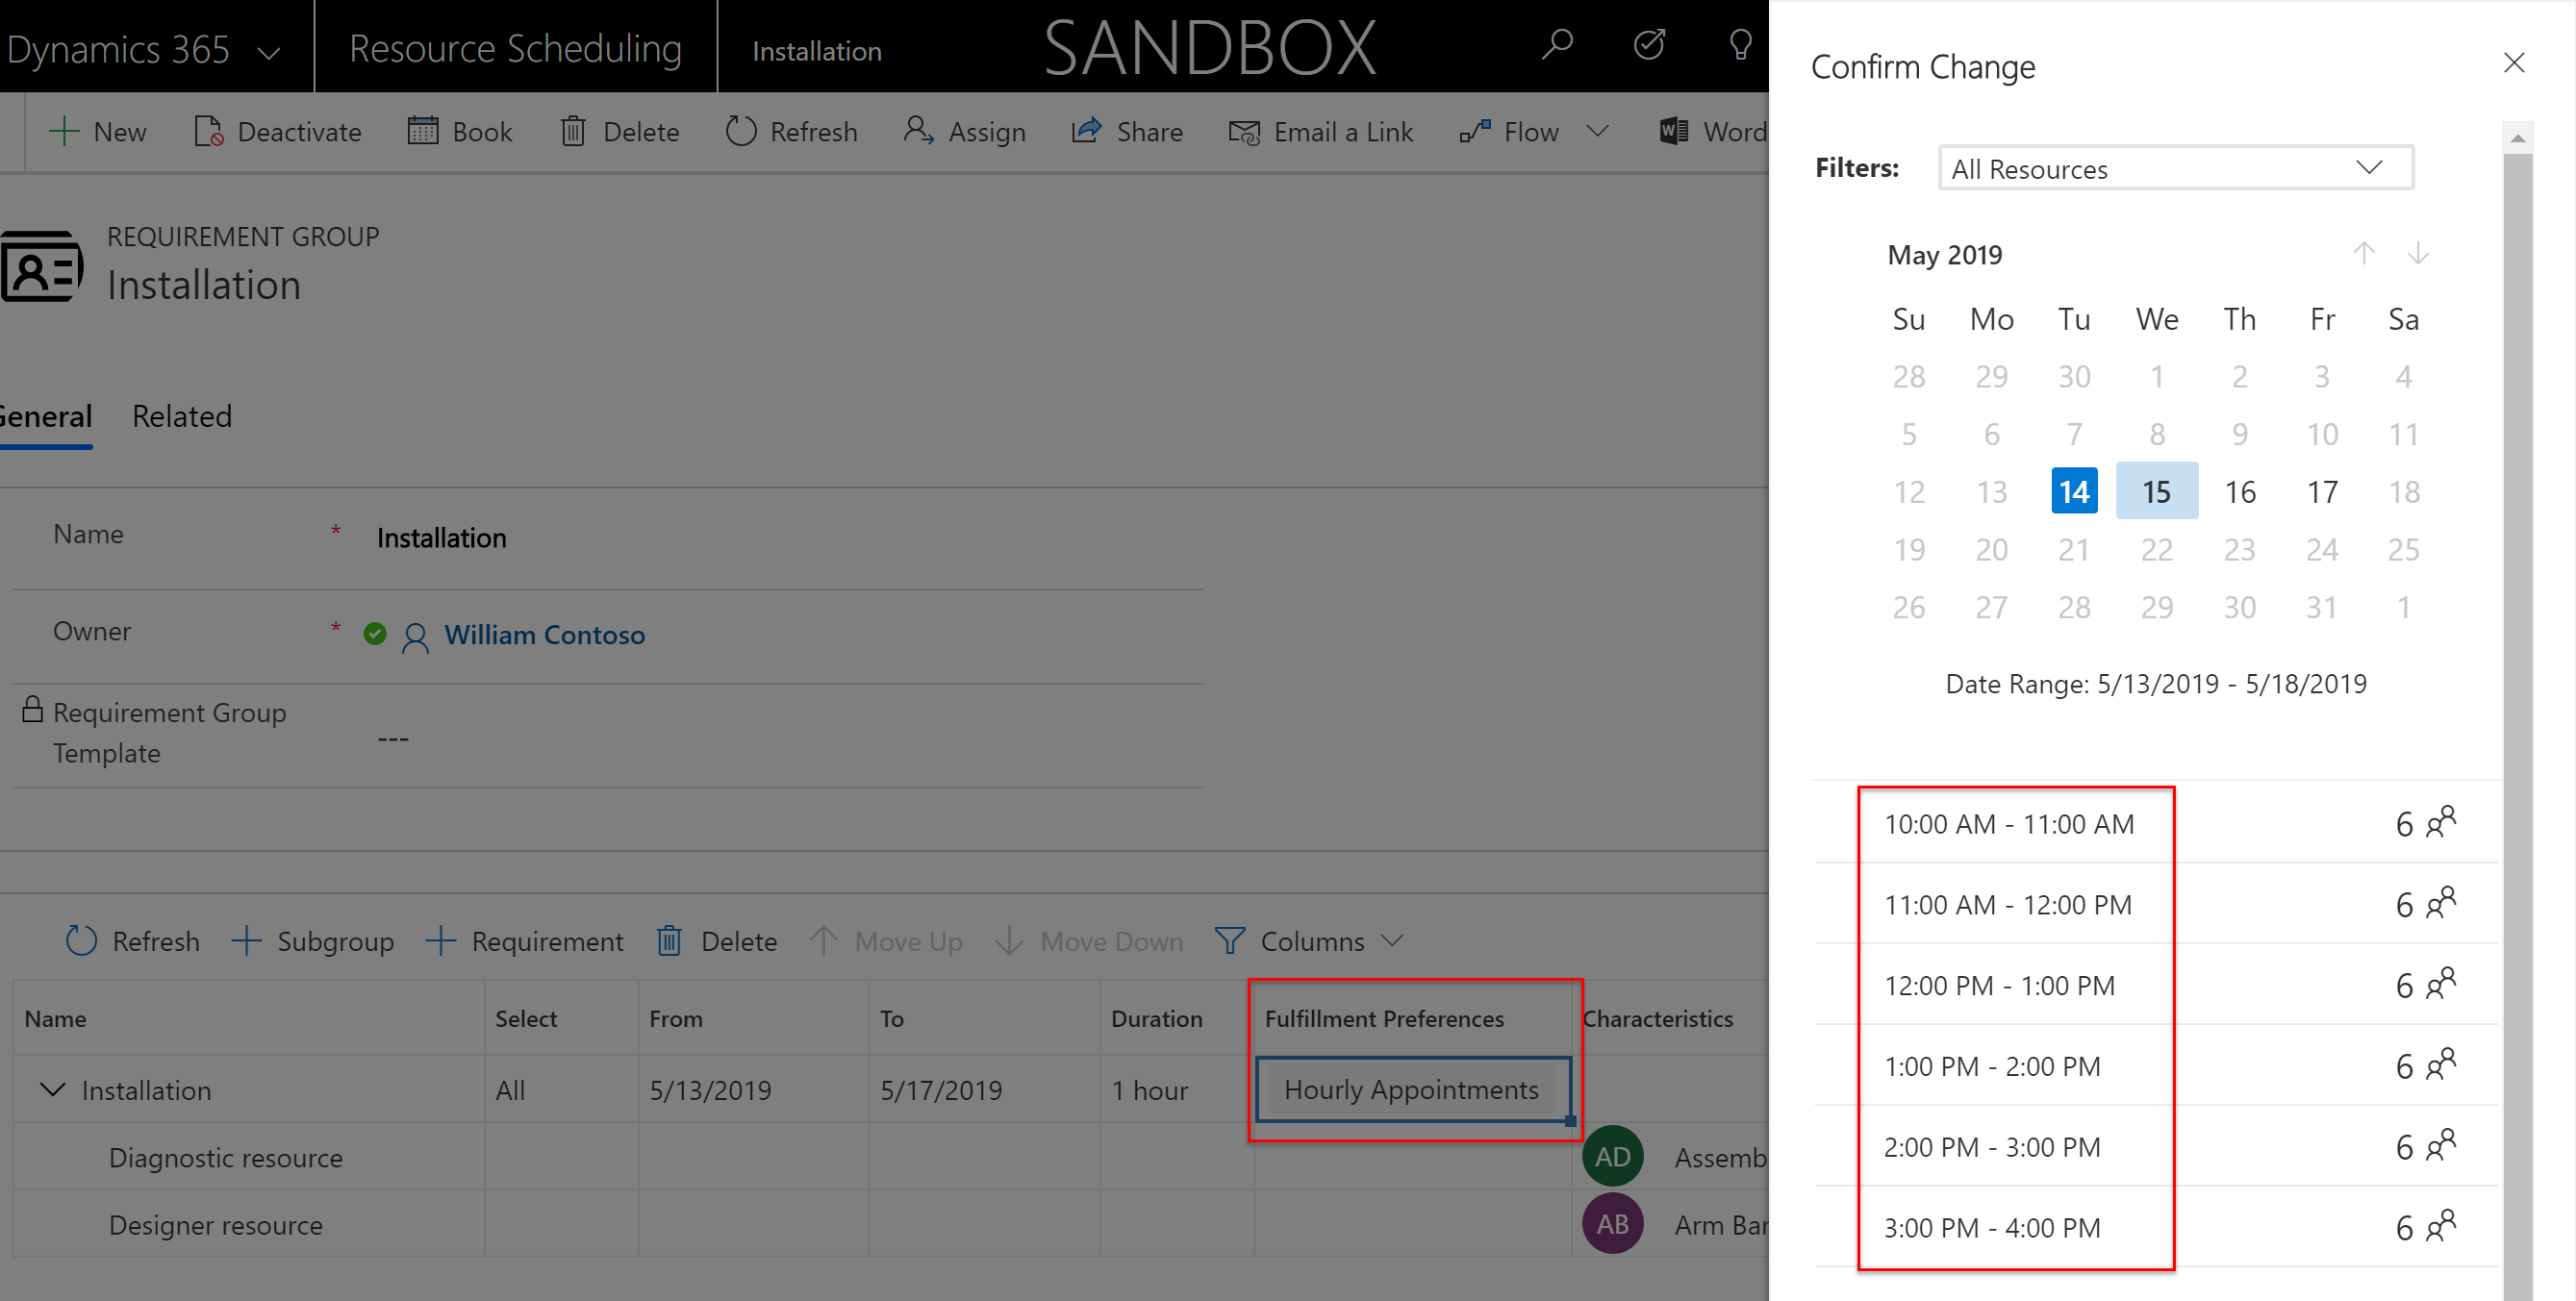 Dynamics 365
Resource Scheduling
Installation
SANDBOX
New
Deactivate
Book
Delete
Refresh
Assign
Share
Email a Link
Flow
Word
REQUIREMENT GROUP
Installation
General
Related
Name * Installation
Owner * William Contoso
Requirement Group
Template
---
Refresh
Subgroup
Requirement
Delete
Move Up
Move Down
Columns
Name Select From To Duration Fulfillment Preferences Characteristics
Installation All 5/13/2019 5/17/2019 1 hour Hourly Appointments
Diagnostic resource AD Assemb
Designer resource AB Arm Bar
Confirm Change
Filters: All Resources
May 2019
Su Mo Tu We Th Fr Sa
28 29 30 1 2 3 4
5 6 7 8 9 10 11
12 13 14 15 16 17 18
19 20 21 22 23 24 25
26 27 28 29 30 31 1
Date Range: 5/13/2019 - 5/18/2019
10:00 AM - 11:00 AM 6
11:00 AM - 12:00 PM 6
12:00 PM - 1:00 PM 6
1:00 PM - 2:00 PM 6
2:00 PM - 3:00 PM 6
3:00 PM - 4:00 PM 6